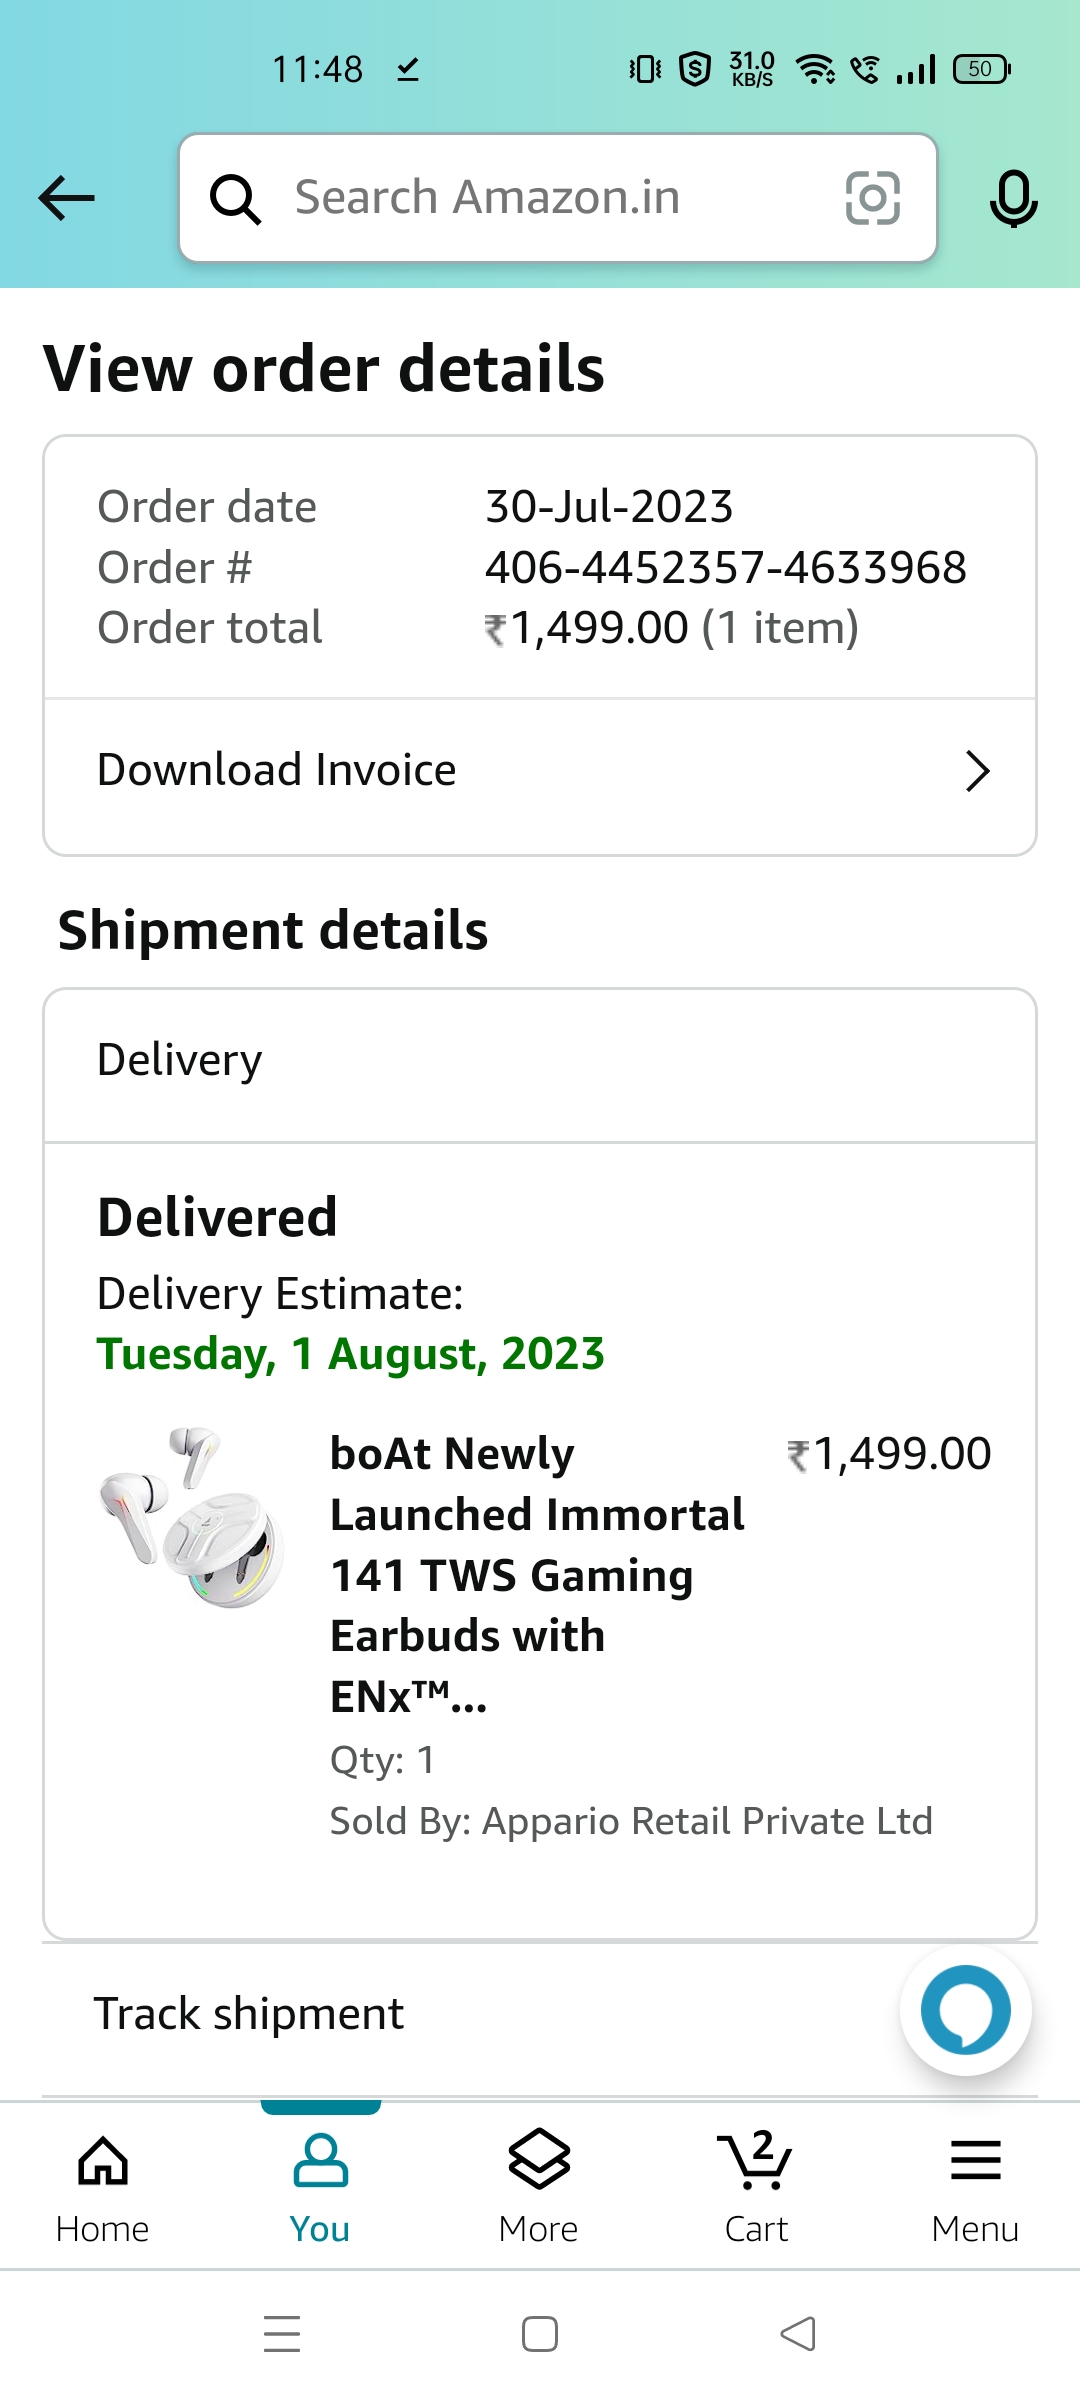 11:48
31.0
KB/S
50
Search Amazon.in
View order details
Order date 30-Jul-2023
Order # 406-4452357-4633968
Order total ₹1,499.00 (1 item)
Download Invoice
Shipment details
Delivery
Delivered
Delivery Estimate:
Tuesday, 1 August, 2023
boAt Newly ₹1,499.00
Launched Immortal
141 TWS Gaming
Earbuds with
ENx™...
Qty: 1
Sold By: Appario Retail Private Ltd
Track shipment
2
Home You More Cart Menu